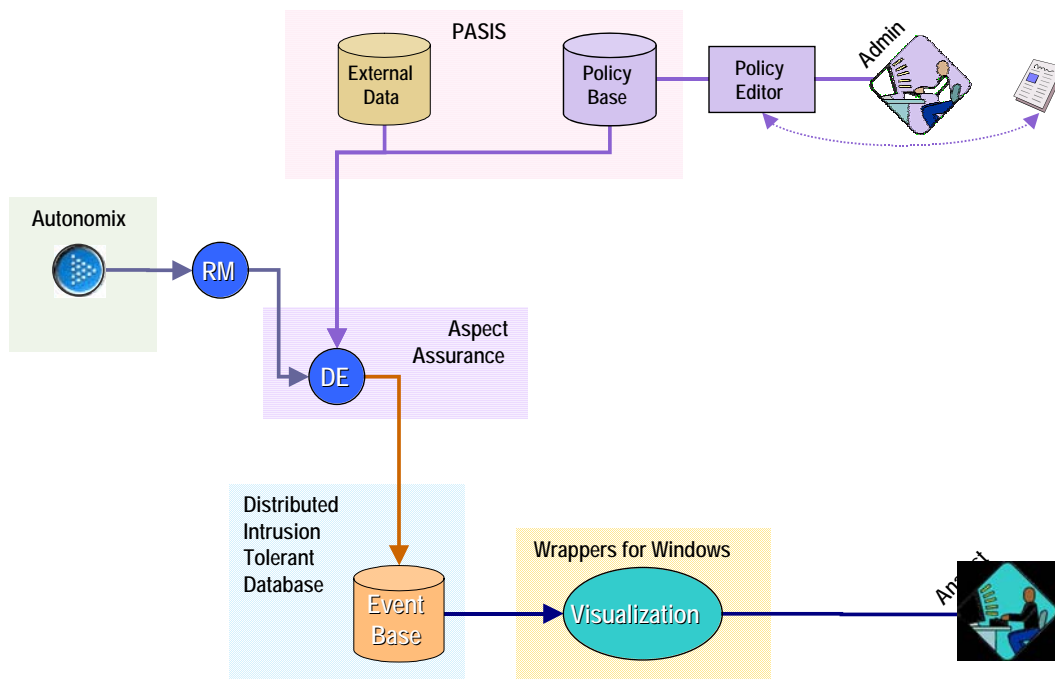 PASIS
External
Data
Policy
Base
Policy
Editor
Admin
Autonomix
RM
Aspect
Assurance
DE
Distributed
Intrusion
Tolerant
Database
Event
Base
Wrappers for Windows
Visualization